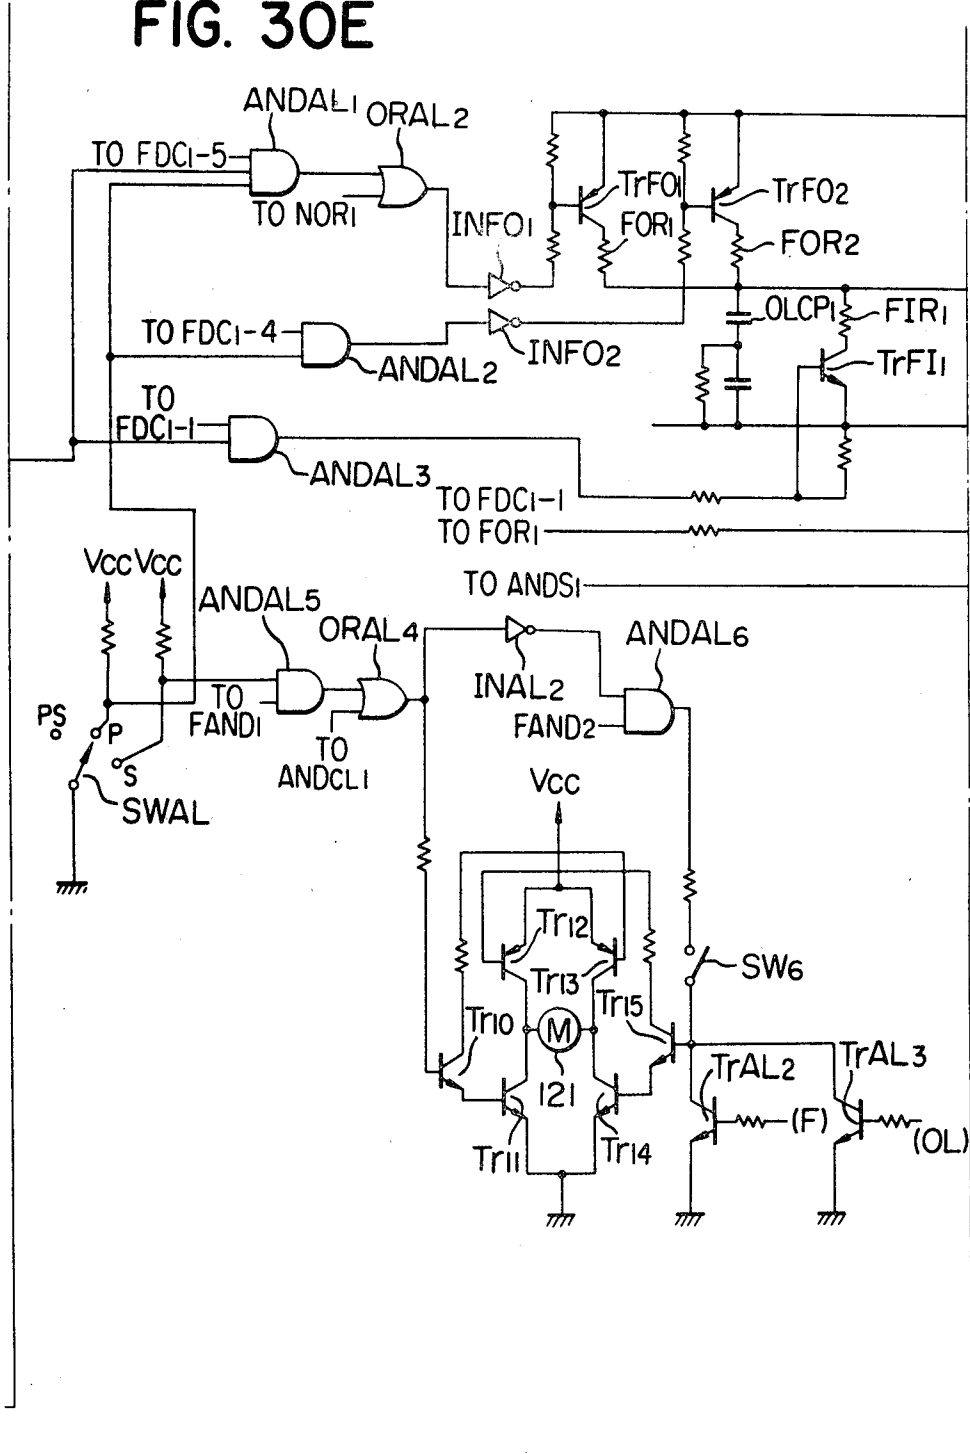 FIG. 30E
ANDAL1
ORAL2
TO FDC1-5
TO NOR1
INFO1
TrFO1
TrFO2
FOR1
FOR2
OLCP1
FIR1
TO FDC1-4
ANDAL2
INFO2
TrFI1
TO
FDC1-1
ANDAL3
TO FDC1-1
TO FOR1
TO ANDS1
VCC
VCC
ANDAL5
ORAL4
ANDAL6
INAL2
TO
FAND1
FAND2
TO
ANDCL1
PS
P
S
SWAL
VCC
Tr12
Tr13
SW6
Tr15
Tr10
M
121
TrAL2
TrAL3
(F)
(OL)
Tr11
Tr14